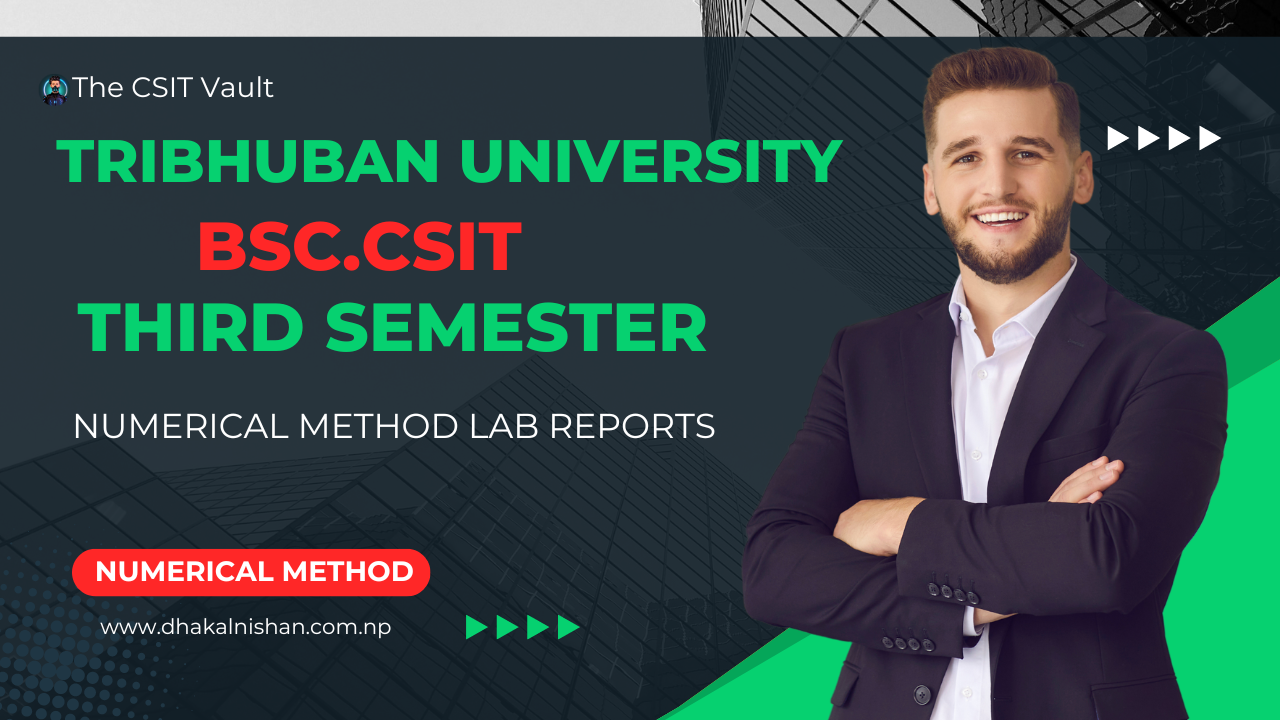 The CSIT Vault
TRIBHUBAN UNIVERSITY
BSC.CSIT
THIRD SEMESTER
NUMERICAL METHOD LAB REPORTS
NUMERICAL METHOD
www.dhakalnishan.com.np